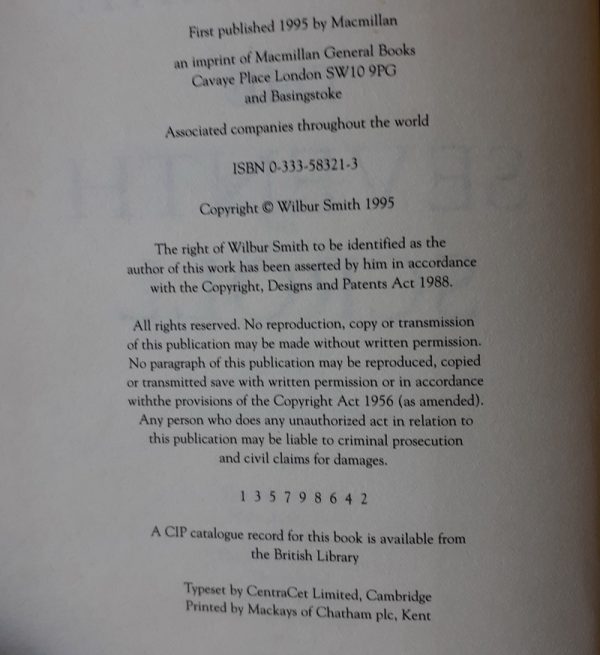 First published 1995 by Macmillan
an imprint of Macmillan General Books
Cavaye Place London SW10 9PG
and Basingstoke
Associated companies throughout the world
ISBN 0-333-58321-3
Copyright © Wilbur Smith 1995
The right of Wilbur Smith to be identified as the
author of this work has been asserted by him in accordance
with the Copyright, Designs and Patents Act 1988.
All rights reserved. No reproduction, copy or transmission
of this publication may be made without written permission.
No paragraph of this publication may be reproduced, copied
or transmitted save with written permission or in accordance
withthe provisions of the Copyright Act 1956 (as amended).
Any person who does any unauthorized act in relation to
this publication may be liable to criminal prosecution
and civil claims for damages.
1 3 5 7 9 8 6 4 2
A CIP catalogue record for this book is available from
the British Library
Typeset by CentraCet Limited, Cambridge
Printed by Mackays of Chatham plc, Kent